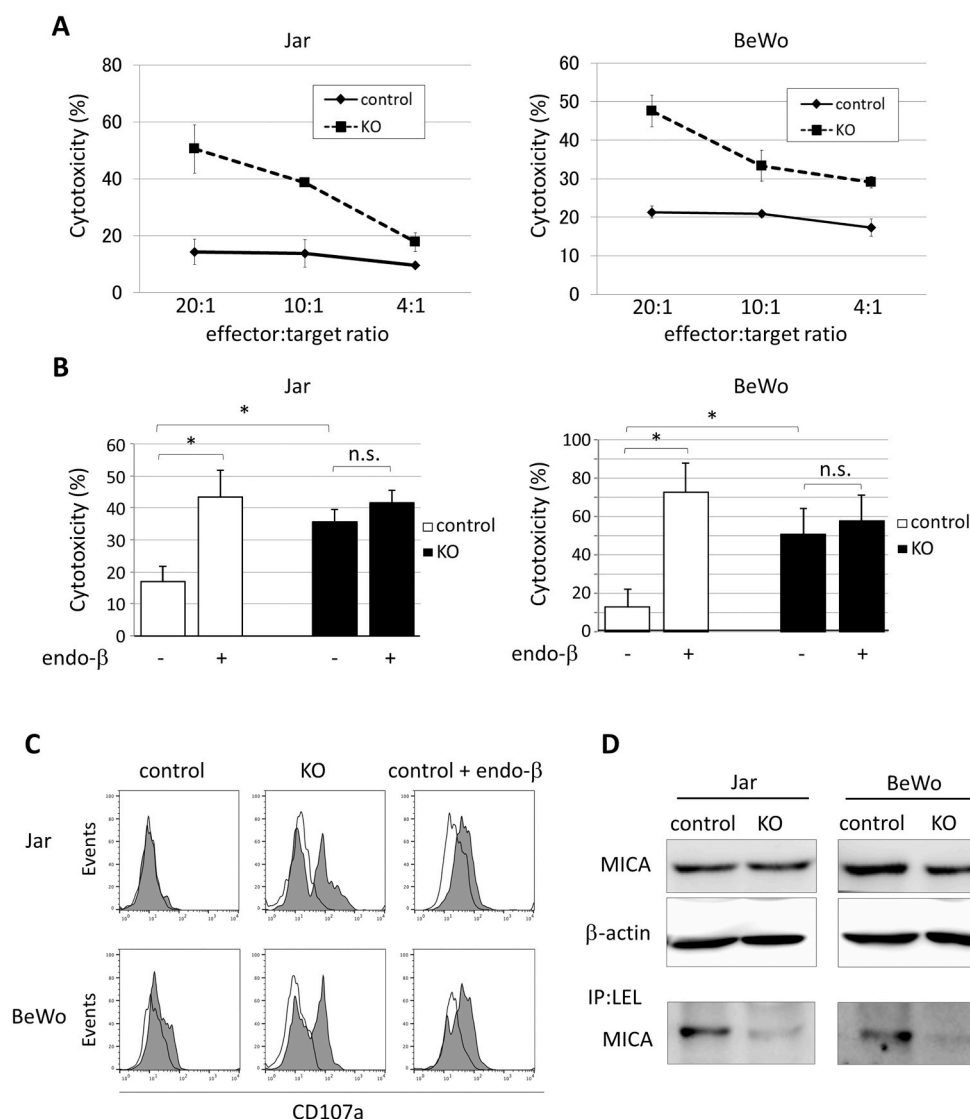 A
Jar
BeWo
Cytotoxicity (%)
80
60
40
20
0
control
KO
20:1
10:1
4:1
effector:target ratio
Cytotoxicity (%)
60
50
40
30
20
10
0
control
KO
20:1
10:1
4:1
effector:target ratio
B
Jar
BeWo
Cytotoxicity (%)
60
50
40
30
20
10
0
*
*
n.s.
control
KO
endo-β - + - +
Cytotoxicity (%)
100
80
60
40
20
0
*
*
n.s.
control
KO
endo-β - + - +
C
control KO control + endo-β
Jar
Events
BeWo
Events
CD107a
D
Jar BeWo
control KO control KO
MICA
β-actin
IP:LEL
MICA